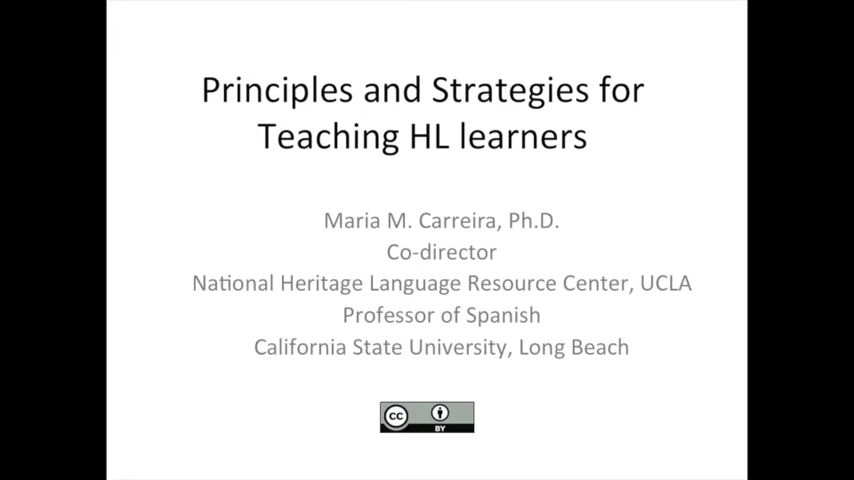 Principles and Strategies for
Teaching HL learners
Maria M. Carreira, Ph.D.
Co-director
National Heritage Language Resource Center, UCLA
Professor of Spanish
California State University, Long Beach
CC
BY